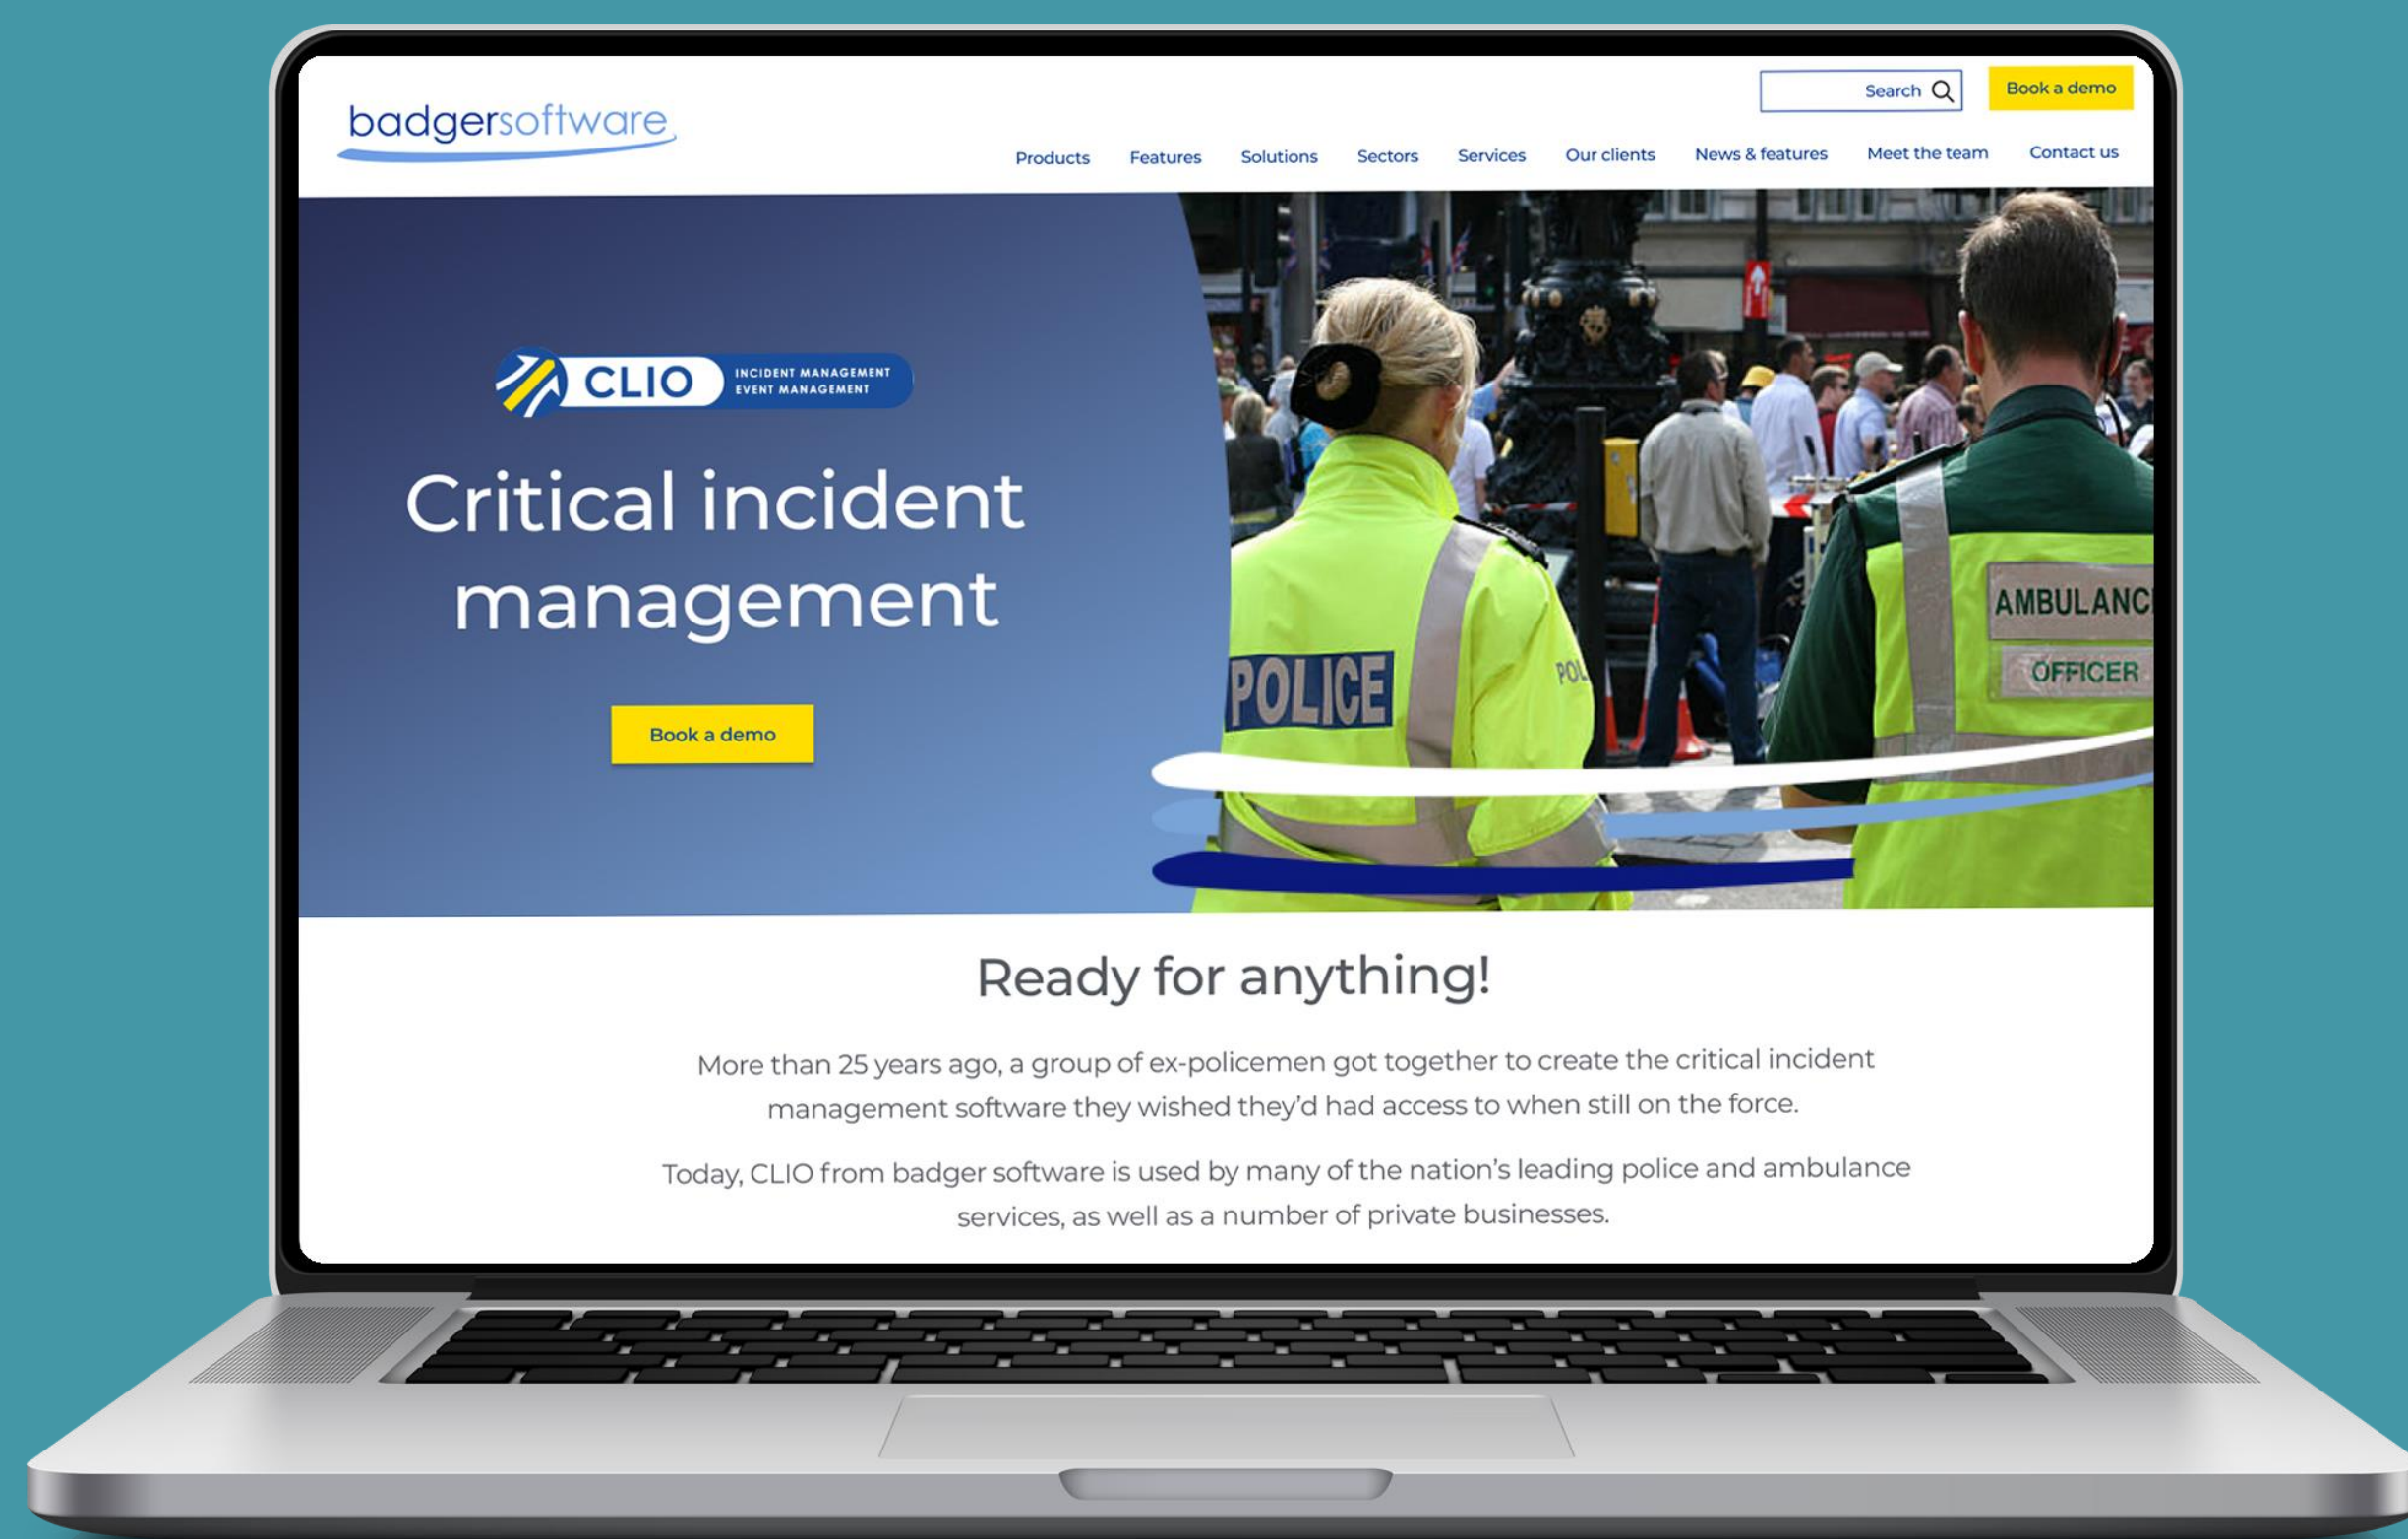 badgersoftware
Search
Book a demo
Products Features Solutions Sectors Services Our clients News & features Meet the team Contact us
CLIO INCIDENT MANAGEMENT
EVENT MANAGEMENT
Critical incident
management
Book a demo
POLICE
POL
AMBULANC
OFFICER
Ready for anything!
More than 25 years ago, a group of ex-policemen got together to create the critical incident
management software they wished they’d had access to when still on the force.
Today, CLIO from badger software is used by many of the nation’s leading police and ambulance
services, as well as a number of private businesses.